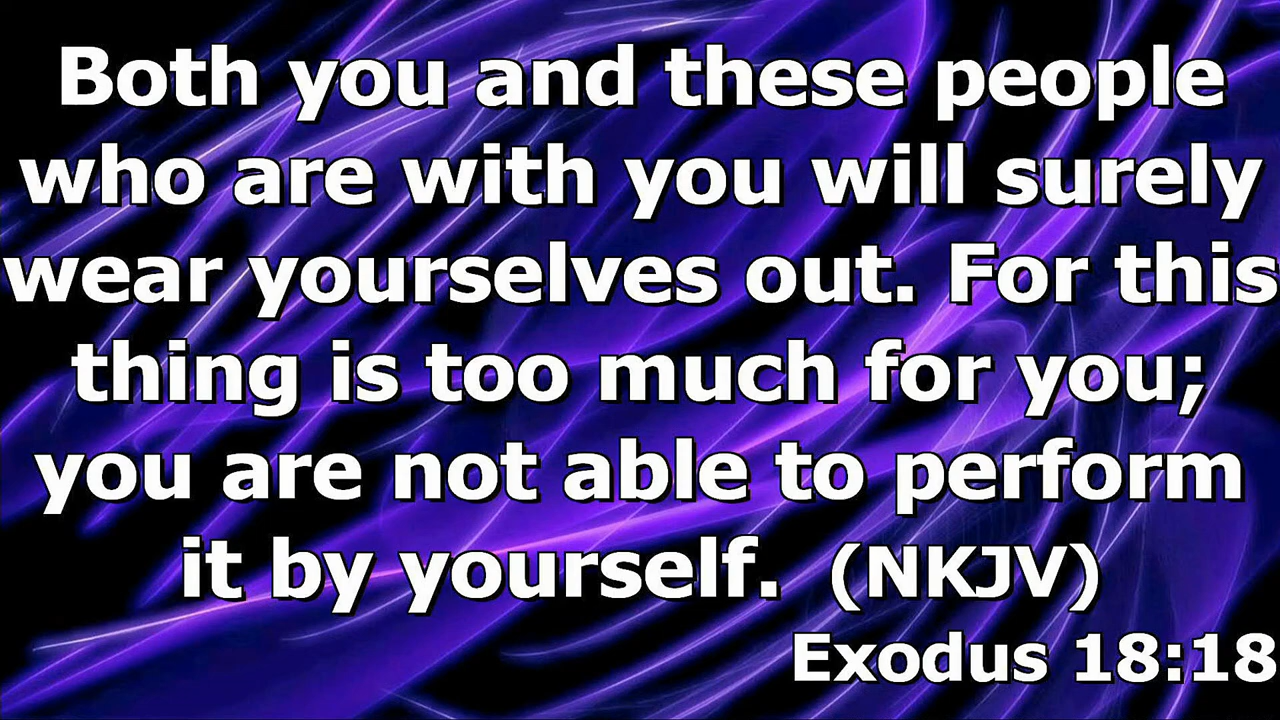 Both you and these people
who are with you will surely
wear yourselves out. For this
thing is too much for you;
you are not able to perform
it by yourself. (NKJV)
Exodus 18:18